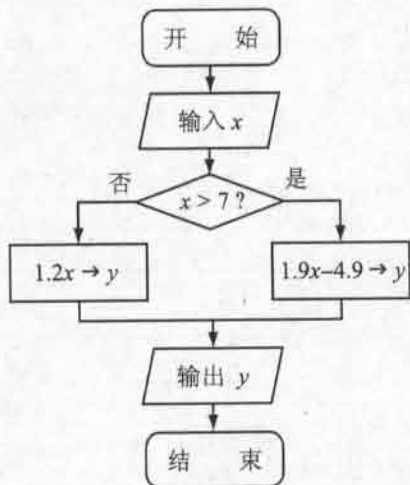 开 始
输入 x
x > 7 ?
否
是
1.2x → y
1.9x−4.9 → y
输出 y
结 束